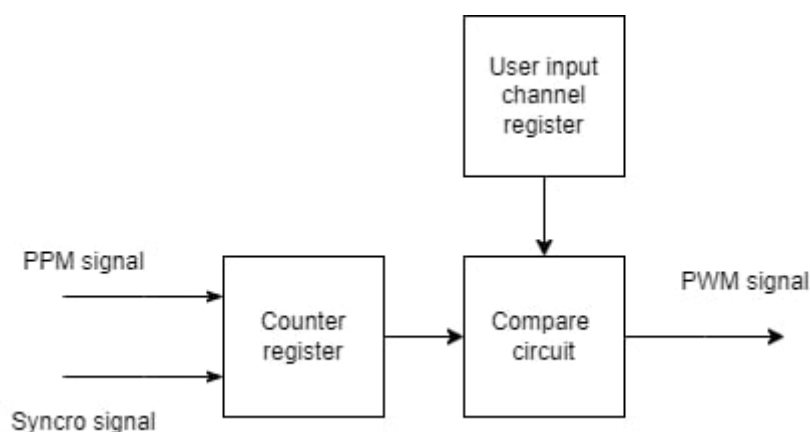 User input
channel
register
PPM signal
PWM signal
Counter
register
Compare
circuit
Syncro signal